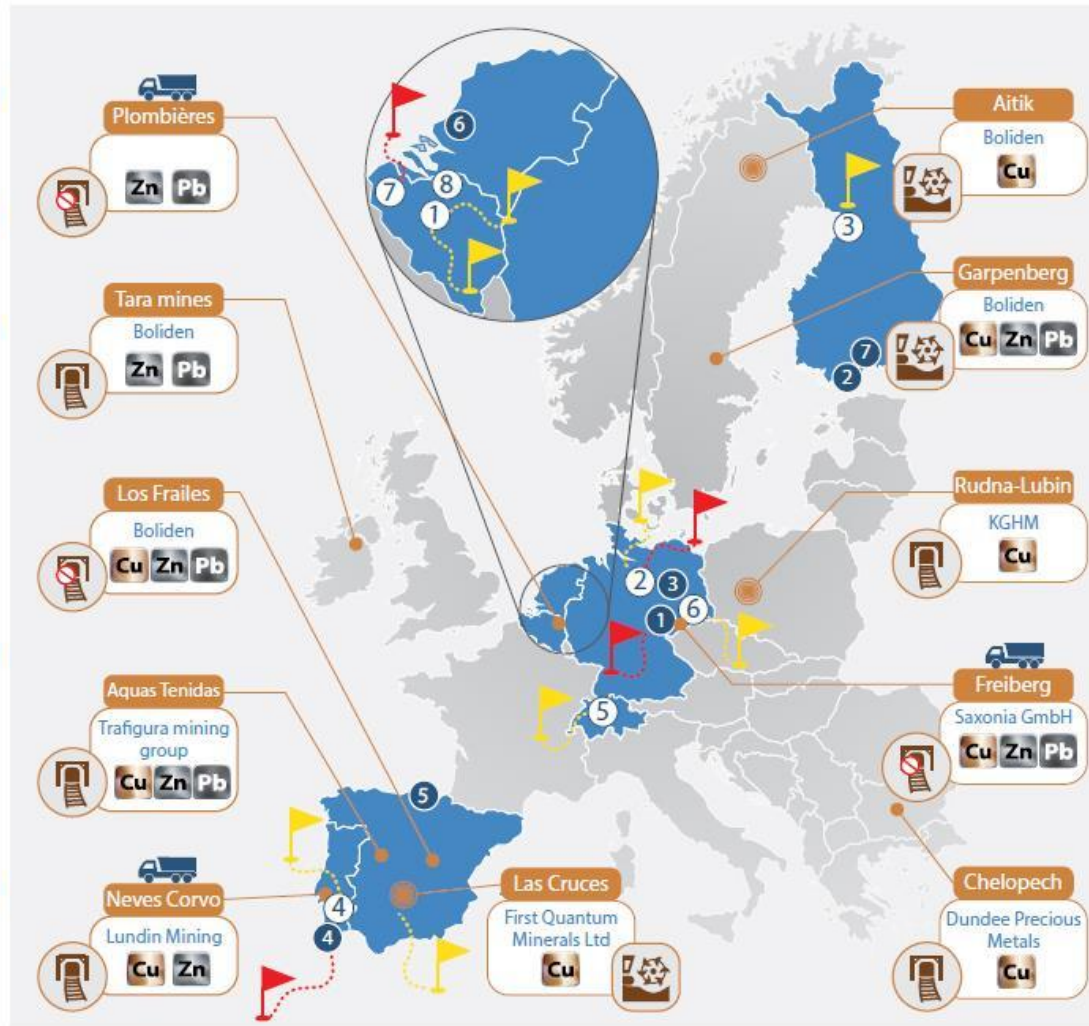 Plombières
Zn Pb
Tara mines
Boliden
Zn Pb
Los Frailes
Boliden
Cu Zn Pb
Aquas Tenidas
Trafigura mining
group
Cu Zn Pb
Neves Corvo
Lundin Mining
Cu Zn
6
7
8
1
Aitik
Boliden
Cu
3
Garpenberg
Boliden
Cu Zn Pb
7
2
Rudna-Lubin
KGHM
Cu
2
3
6
1
5
Freiberg
Saxonia GmbH
Cu Zn Pb
5
4
4
Las Cruces
First Quantum
Minerals Ltd
Cu
Chelopech
Dundee Precious
Metals
Cu